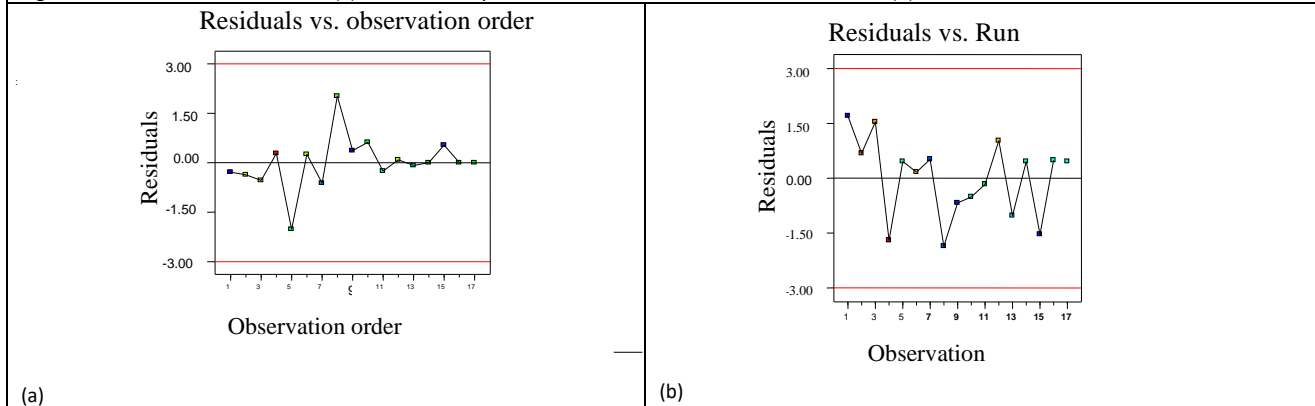 Residuals vs. observation order
3.00
1.50
0.00
-1.50
-3.00
Residuals
1 3 5 7 9 11 13 15 17
Observation order
(a)
Residuals vs. Run
3.00
1.50
0.00
-1.50
-3.00
Residuals
1 3 5 7 9 11 13 15 17
Observation
(b)